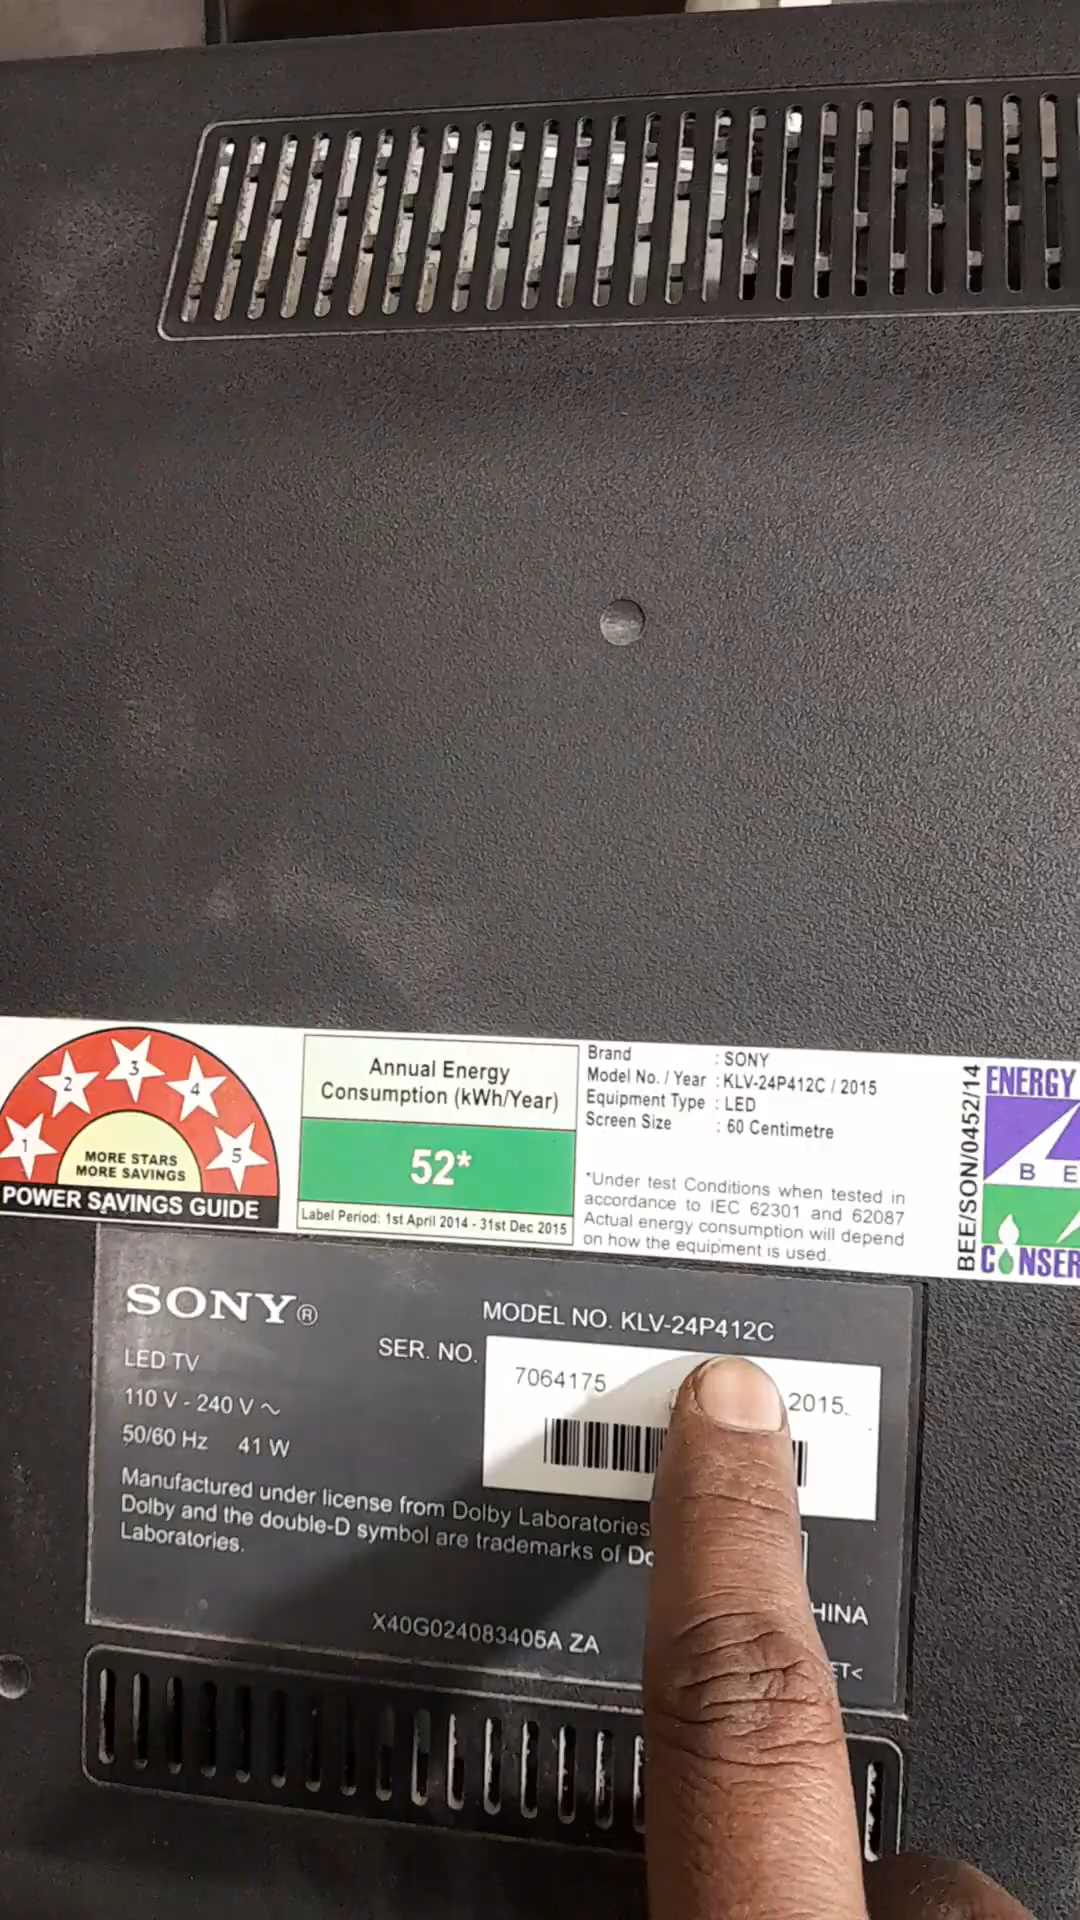 1 2 3 4 5
MORE STARS
MORE SAVINGS
POWER SAVINGS GUIDE
Annual Energy
Consumption (kWh/Year)
52*
Label Period: 1st April 2014 - 31st Dec 2015
Brand : SONY
Model No. / Year : KLV-24P412C / 2015
Equipment Type : LED
Screen Size : 60 Centimetre
*Under test Conditions when tested in
accordance to IEC 62301 and 62087
Actual energy consumption will depend
on how the equipment is used.
BEE/SON/0452/14
ENERGY
B E
CONSER
SONY®
MODEL NO. KLV-24P412C
SER. NO.
7064175 2015.
LED TV
110 V - 240 V ~
50/60 Hz 41 W
Manufactured under license from Dolby Laboratories
Dolby and the double-D symbol are trademarks of Do
Laboratories.
HINA
X40G024083405A ZA
ET<